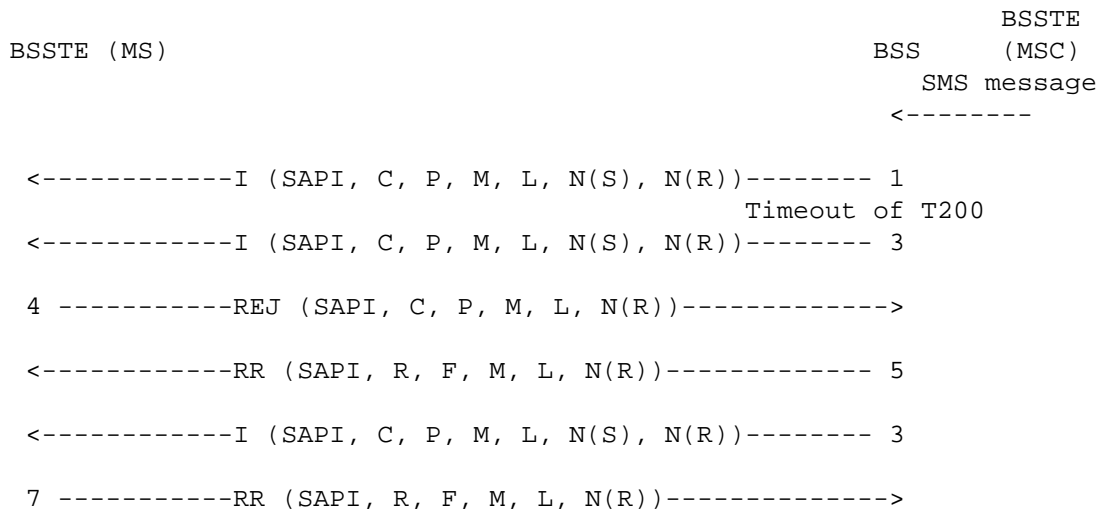 BSSTE
BSSTE (MS) BSS (MSC)
SMS message
<--------
<------------I (SAPI, C, P, M, L, N(S), N(R))-------- 1
Timeout of T200
<------------I (SAPI, C, P, M, L, N(S), N(R))-------- 3
4 -----------REJ (SAPI, C, P, M, L, N(R))------------->
<------------RR (SAPI, R, F, M, L, N(R))------------- 5
<------------I (SAPI, C, P, M, L, N(S), N(R))-------- 3
7 -----------RR (SAPI, R, F, M, L, N(R))-------------->